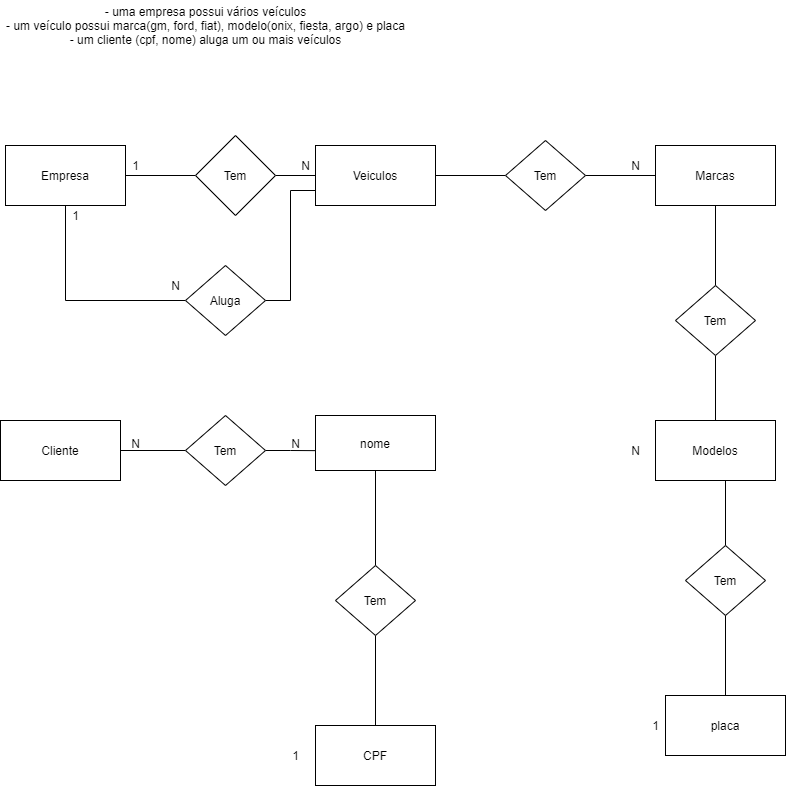 - uma empresa possui vários veículos
- um veículo possui marca(gm, ford, fiat), modelo(onix, fiesta, argo) e placa
- um cliente (cpf, nome) aluga um ou mais veículos
Empresa
1
Tem
N
Veiculos
Tem
N
Marcas
1
N
Aluga
Tem
Cliente
N
Tem
N
nome
N
Modelos
Tem
Tem
1
placa
1
CPF